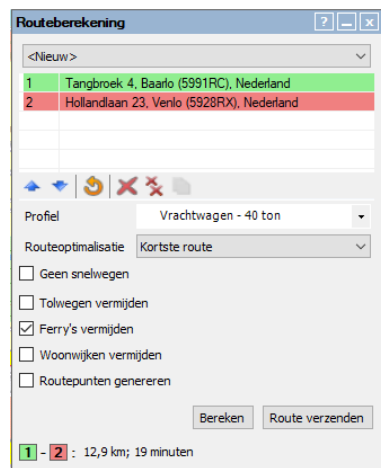 Routeberekening
<Nieuw>
1 Tangbroek 4, Baarlo (5991RC), Nederland
2 Hollandlaan 23, Venlo (5928RX), Nederland
Profiel Vrachtwagen - 40 ton
Routeoptimalisatie Kortste route
Geen snelwegen
Tolwegen vermijden
Ferry's vermijden
Woonwijken vermijden
Routepunten genereren
Bereken Route verzenden
1 - 2 : 12,9 km; 19 minuten